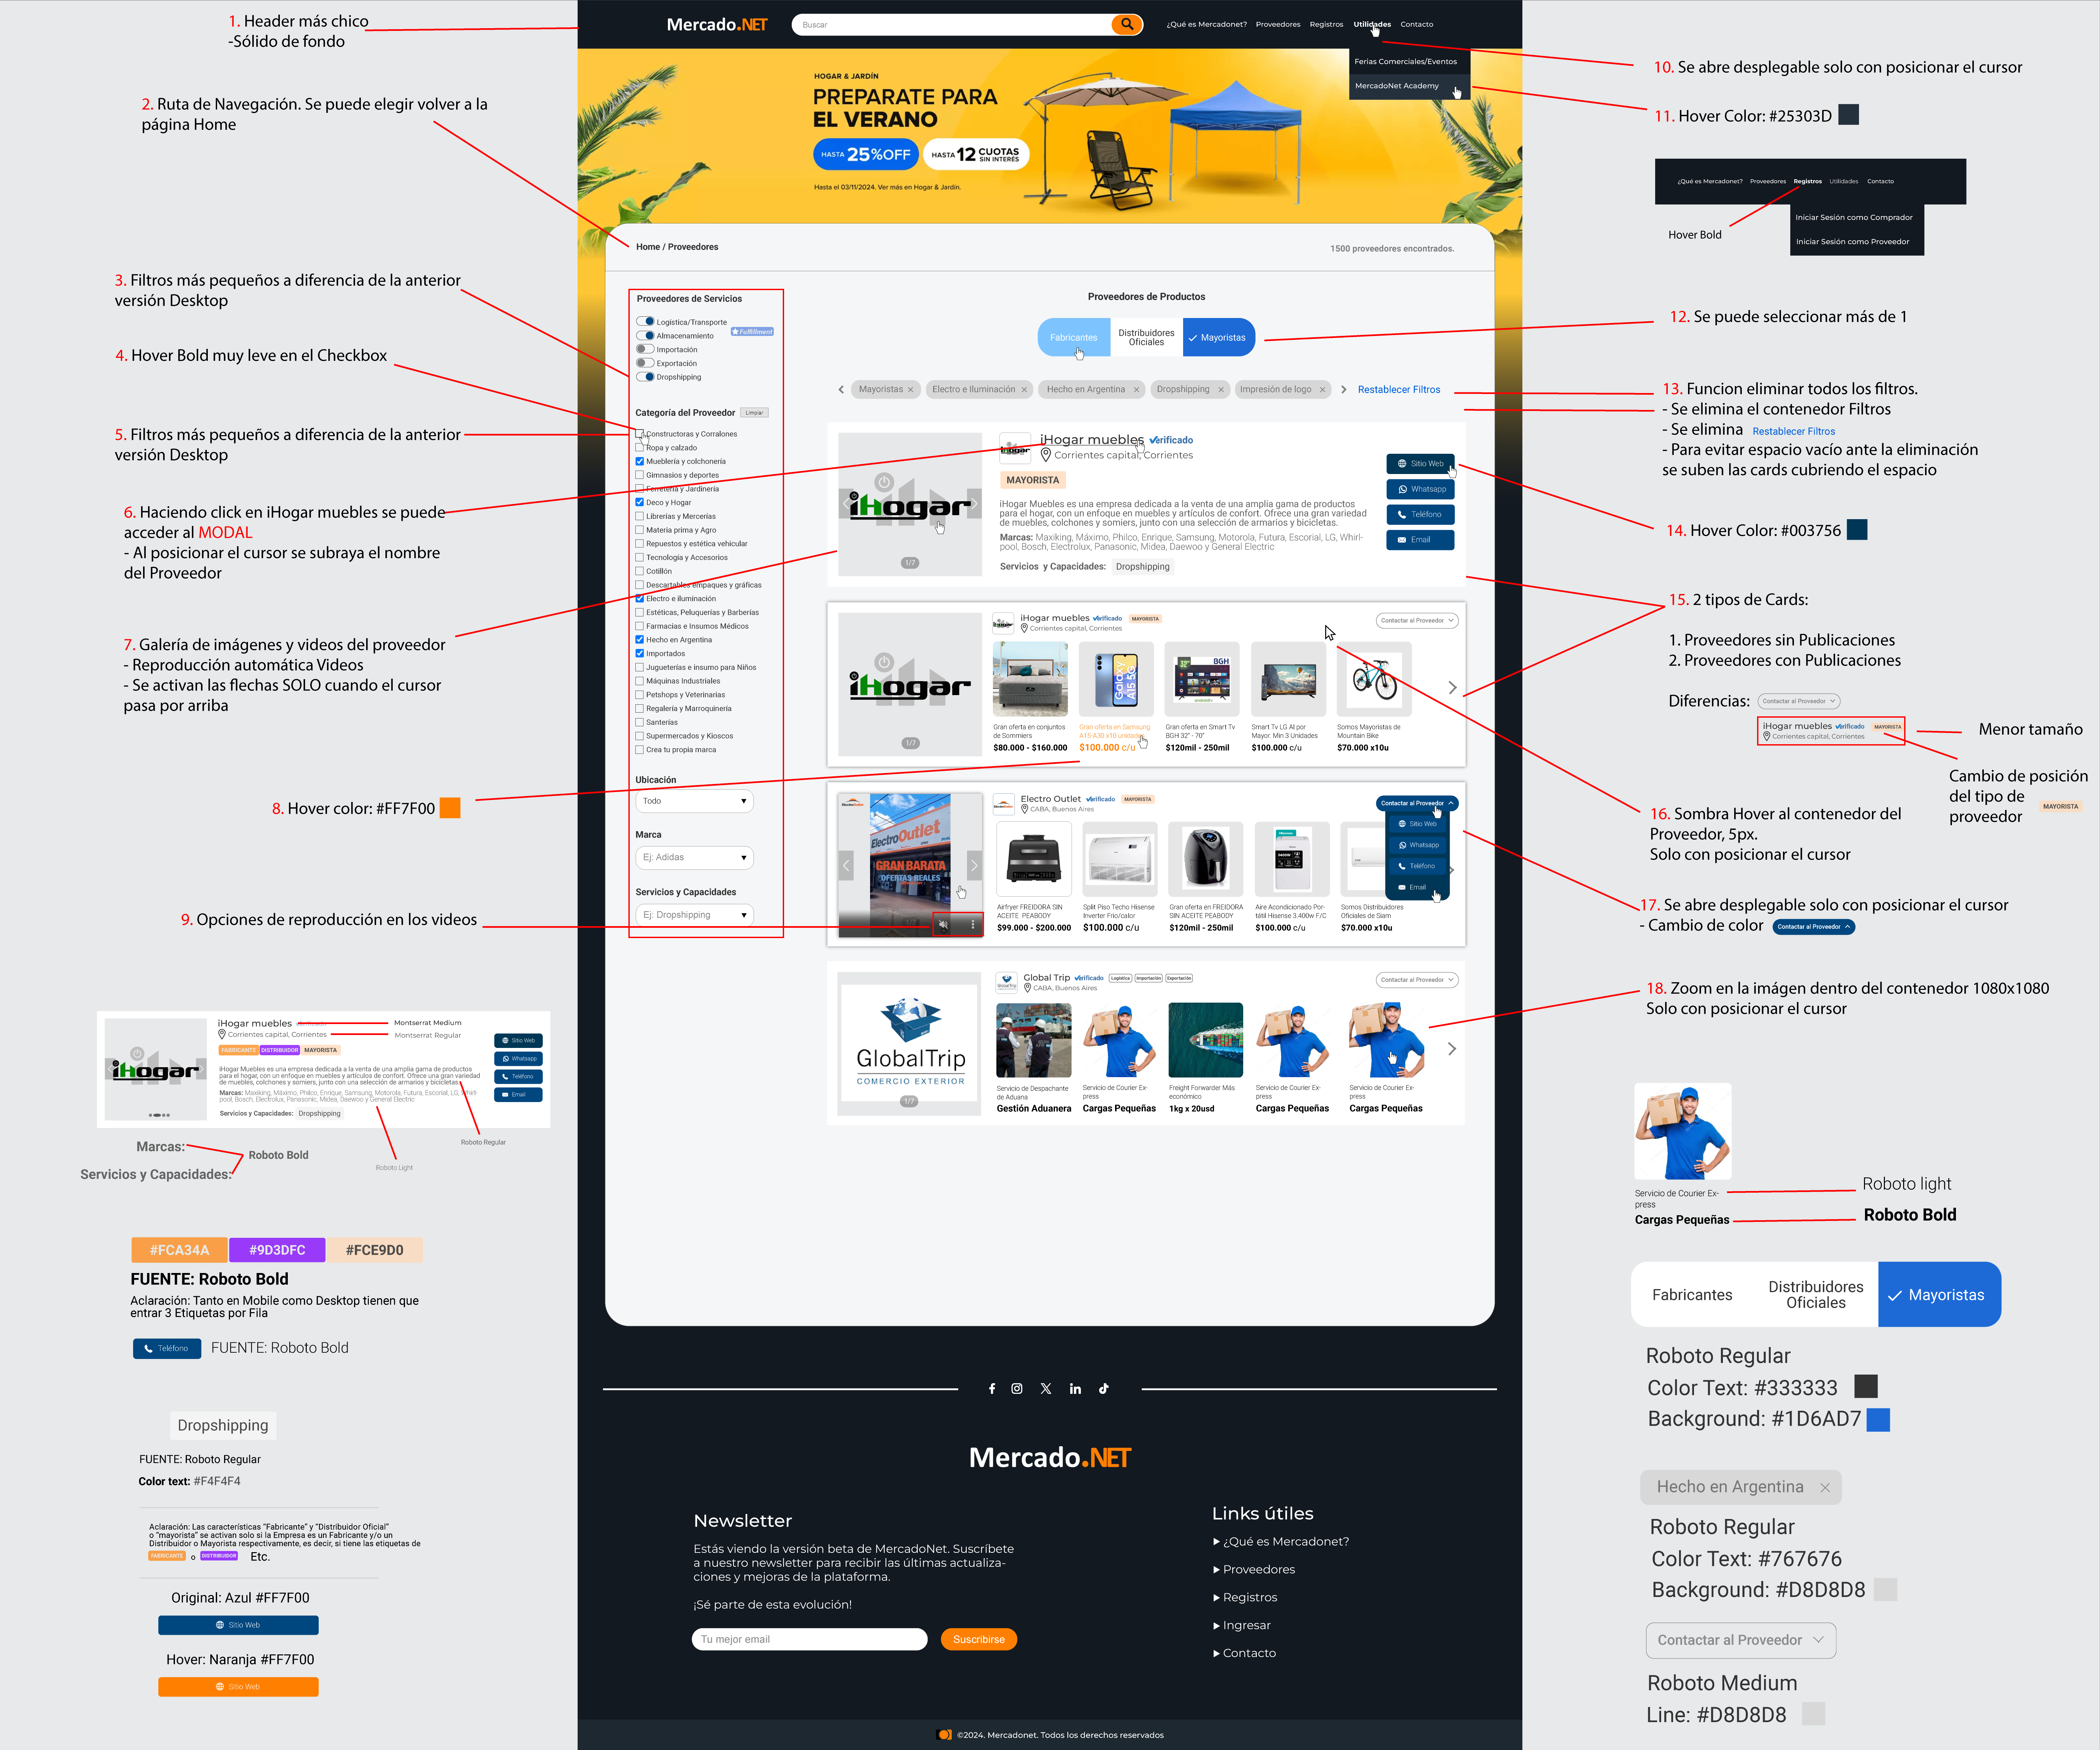 1. Header más chico
-Sólido de fondo
2. Ruta de Navegación. Se puede elegir volver a la
página Home
3. Filtros más pequeños a diferencia de la anterior
versión Desktop
4. Hover Bold muy leve en el Checkbox
5. Filtros más pequeños a diferencia de la anterior
versión Desktop
6. Haciendo click en iHogar muebles se puede
acceder al MODAL
- Al posicionar el cursor se subraya el nombre
del Proveedor
7. Galería de imágenes y videos del proveedor
- Reproducción automática Videos
- Se activan las flechas SOLO cuando el cursor
pasa por arriba
8. Hover color: #FF7F00
9. Opciones de reproducción en los videos
iHogar
iHogar muebles
Corrientes capital, Corrientes
Montserrat Medium
Montserrat Regular
FABRICANTE DISTRIBUIDOR MAYORISTA
iHogar Muebles es una empresa dedicada a la venta de una amplia gama de productos
para el hogar, con un enfoque en muebles y artículos de confort. Ofrece una gran variedad
de muebles, colchones y somiers, junto con una selección de armarios y bicicletas.
Marcas: Maxiking, Máximo, Philco, Enrique, Samsung, Motorola, Futura, Escorial, LG, Whirl-
pool, Bosch, Electrolux, Panasonic, Midea, Daewoo y General Electric
Servicios y Capacidades: Dropshipping
Sitio Web
Whatsapp
Teléfono
Email
Roboto Regular
Roboto Light
Marcas:
Servicios y Capacidades:
Roboto Bold
#FCA34A #9D3DFC #FCE9D0
FUENTE: Roboto Bold
Aclaración: Tanto en Mobile como Desktop tienen que
entrar 3 Etiquetas por Fila
Teléfono FUENTE: Roboto Bold
Dropshipping
FUENTE: Roboto Regular
Color text: #F4F4F4
Aclaración: Las características "Fabricante" y "Distribuidor Oficial"
o "mayorista" se activan solo si la Empresa es un Fabricante y/o un
Distribuidor o Mayorista respectivamente, es decir, si tiene las etiquetas de
FABRICANTE o DISTRIBUIDOR Etc.
Original: Azul #FF7F00
Sitio Web
Hover: Naranja #FF7F00
Sitio Web
Mercado.NET
Buscar
¿Qué es Mercadonet? Proveedores Registros Utilidades Contacto
Ferias Comerciales/Eventos
MercadoNet Academy
HOGAR & JARDÍN
PREPARATE PARA
EL VERANO
HASTA 25%OFF
HASTA 12 CUOTAS SIN INTERÉS
Hasta el 03/11/2024. Ver más en Hogar & Jardín.
Home / Proveedores
1500 proveedores encontrados.
Proveedores de Servicios
Logística/Transporte
Almacenamiento
Fulfillment
Importación
Exportación
Dropshipping
Categoría del Proveedor Limpiar
Constructoras y Corralones
Ropa y calzado
Mueblería y colchonería
Gimnasios y deportes
Ferretería y Jardinería
Deco y Hogar
Librerías y Mercerías
Materia prima y Agro
Repuestos y estética vehicular
Tecnología y Accesorios
Cotillón
Descartables empaques y gráficas
Electro e iluminación
Estéticas, Peluquerías y Barberías
Farmacias e Insumos Médicos
Hecho en Argentina
Importados
Jugueterías e insumo para Niños
Máquinas Industriales
Petshops y Veterinarias
Regalería y Marroquinería
Santerías
Supermercados y Kioscos
Crea tu propia marca
Ubicación
Todo
Marca
Ej: Adidas
Servicios y Capacidades
Ej: Dropshipping
Proveedores de Productos
Fabricantes
Distribuidores
Oficiales
Mayoristas
Mayoristas
Electro e Iluminación
Hecho en Argentina
Dropshipping
Impresión de logo
Restablecer Filtros
iHogar
1/7
iHogar muebles Verificado
Corrientes capital, Corrientes
MAYORISTA
iHogar Muebles es una empresa dedicada a la venta de una amplia gama de productos
para el hogar, con un enfoque en muebles y artículos de confort. Ofrece una gran variedad
de muebles, colchones y somiers, junto con una selección de armarios y bicicletas.
Marcas: Maxiking, Máximo, Philco, Enrique, Samsung, Motorola, Futura, Escorial, LG, Whirl-
pool, Bosch, Electrolux, Panasonic, Midea, Daewoo y General Electric
Servicios y Capacidades: Dropshipping
Sitio Web
Whatsapp
Teléfono
Email
iHogar
1/7
iHogar muebles Verificado MAYORISTA
Corrientes capital, Corrientes
Contactar al Proveedor
Galaxy
A15 5G
32"
BGH
Gran oferta en conjuntos
de Sommiers
$80.000 - $160.000
Gran oferta en Samsung
A15-A30 x10 unidades
$100.000 c/u
Gran oferta en Smart Tv
BGH 32" - 70"
$120mil - 250mil
Smart Tv LG Al por
Mayor. Min:3 Unidades
$100.000 c/u
Somos Mayoristas de
Mountain Bike
$70.000 x10u
ElectroOutlet
GRAN BARATA
OFERTAS REALES
1/7
Electro Outlet Verificado MAYORISTA
CABA, Buenos Aires
Contactar al Proveedor
Sitio Web
Whatsapp
Teléfono
Email
Airfryer FREIDORA SIN
ACEITE PEABODY
$99.000 - $200.000
Split Piso Techo Hisense
Inverter Frio/calor
$100.000 c/u
Gran oferta en FREIDORA
SIN ACEITE PEABODY
$120mil - 250mil
Aire Acondicionado Por-
tátil Hisense 3.400w F/C
$100.000 c/u
Somos Distribuidores
Oficiales de Siam
$70.000 x10u
GlobalTrip
COMERCIO EXTERIOR
1/7
Global Trip Verificado Logística Importación Exportación
CABA, Buenos Aires
Contactar al Proveedor
Servicio de Despachante
de Aduana
Gestión Aduanera
Servicio de Courier Ex-
press
Cargas Pequeñas
Freight Forwarder Más
económico
1kg x 20usd
Servicio de Courier Ex-
press
Cargas Pequeñas
Servicio de Courier Ex-
press
Cargas Pequeñas
Mercado.NET
Newsletter
Estás viendo la versión beta de MercadoNet. Suscríbete
a nuestro newsletter para recibir las últimas actualiza-
ciones y mejoras de la plataforma.
¡Sé parte de esta evolución!
Tu mejor email
Suscribirse
Links útiles
¿Qué es Mercadonet?
Proveedores
Registros
Ingresar
Contacto
©2024. Mercadonet. Todos los derechos reservados
10. Se abre desplegable solo con posicionar el cursor
11. Hover Color: #25303D
¿Qué es Mercadonet? Proveedores Registros Utilidades Contacto
Iniciar Sesión como Comprador
Iniciar Sesión como Proveedor
Hover Bold
12. Se puede seleccionar más de 1
13. Funcion eliminar todos los filtros.
- Se elimina el contenedor Filtros
- Se elimina Restablecer Filtros
- Para evitar espacio vacío ante la eliminación
se suben las cards cubriendo el espacio
14. Hover Color: #003756
15. 2 tipos de Cards:
1. Proveedores sin Publicaciones
2. Proveedores con Publicaciones
Diferencias: Contactar al Proveedor
iHogar muebles Verificado MAYORISTA
Corrientes capital, Corrientes
Menor tamaño
Cambio de posición
del tipo de
proveedor
MAYORISTA
16. Sombra Hover al contenedor del
Proveedor, 5px.
Solo con posicionar el cursor
17. Se abre desplegable solo con posicionar el cursor
- Cambio de color Contactar al Proveedor
18. Zoom en la imágen dentro del contenedor 1080x1080
Solo con posicionar el cursor
Servicio de Courier Ex-
press
Cargas Pequeñas
Roboto light
Roboto Bold
Fabricantes
Distribuidores
Oficiales
Mayoristas
Roboto Regular
Color Text: #333333
Background: #1D6AD7
Hecho en Argentina
Roboto Regular
Color Text: #767676
Background: #D8D8D8
Contactar al Proveedor
Roboto Medium
Line: #D8D8D8